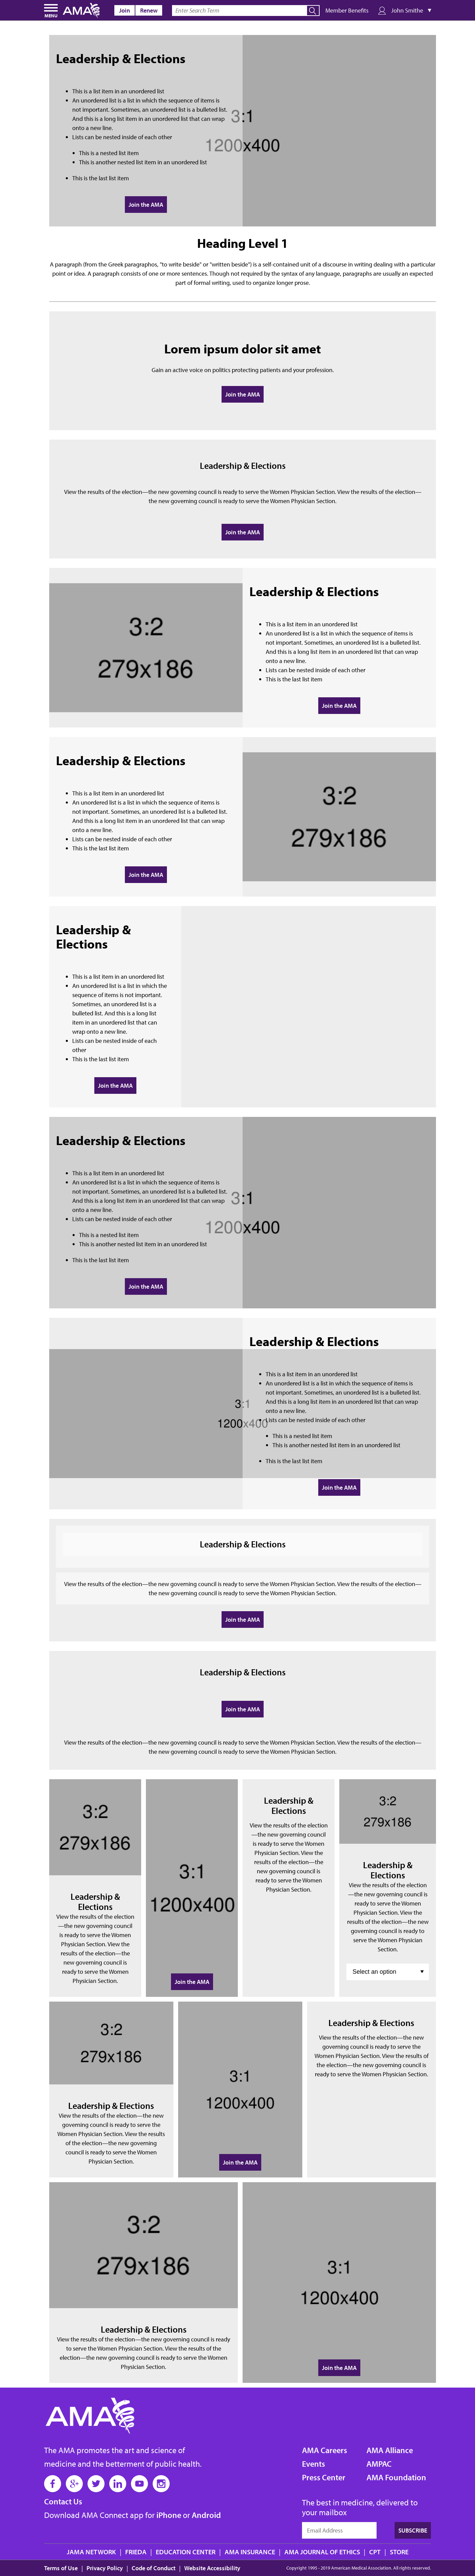 MENU
AMA
Join
Renew
Enter Search Term
Member Benefits
John Smithe
Leadership & Elections
This is a list item in an unordered list
An unordered list is a list in which the sequence of items is
not important. Sometimes, an unordered list is a bulleted list.
And this is a long list item in an unordered list that can wrap
onto a new line.
Lists can be nested inside of each other
This is a nested list item
This is another nested list item in an unordered list
This is the last list item
Join the AMA
3:1
1200x400
Heading Level 1
A paragraph (from the Greek paragraphos, "to write beside" or "written beside") is a self-contained unit of a discourse in writing dealing with a particular
point or idea. A paragraph consists of one or more sentences. Though not required by the syntax of any language, paragraphs are usually an expected
part of formal writing, used to organize longer prose.
Lorem ipsum dolor sit amet
Gain an active voice on politics protecting patients and your profession.
Join the AMA
Leadership & Elections
View the results of the election—the new governing council is ready to serve the Women Physician Section. View the results of the election—
the new governing council is ready to serve the Women Physician Section.
Join the AMA
3:2
279x186
Leadership & Elections
This is a list item in an unordered list
An unordered list is a list in which the sequence of items is
not important. Sometimes, an unordered list is a bulleted list.
And this is a long list item in an unordered list that can wrap
onto a new line.
Lists can be nested inside of each other
This is the last list item
Join the AMA
Leadership & Elections
This is a list item in an unordered list
An unordered list is a list in which the sequence of items is
not important. Sometimes, an unordered list is a bulleted list.
And this is a long list item in an unordered list that can wrap
onto a new line.
Lists can be nested inside of each other
This is the last list item
Join the AMA
3:2
279x186
Leadership &
Elections
This is a list item in an unordered list
An unordered list is a list in which the
sequence of items is not important.
Sometimes, an unordered list is a
bulleted list. And this is a long list
item in an unordered list that can
wrap onto a new line.
Lists can be nested inside of each
other
This is the last list item
Join the AMA
Leadership & Elections
This is a list item in an unordered list
An unordered list is a list in which the sequence of items is
not important. Sometimes, an unordered list is a bulleted list.
And this is a long list item in an unordered list that can wrap
onto a new line.
Lists can be nested inside of each other
This is a nested list item
This is another nested list item in an unordered list
This is the last list item
Join the AMA
3:1
1200x400
3:1
1200x400
Leadership & Elections
This is a list item in an unordered list
An unordered list is a list in which the sequence of items is
not important. Sometimes, an unordered list is a bulleted list.
And this is a long list item in an unordered list that can wrap
onto a new line.
Lists can be nested inside of each other
This is a nested list item
This is another nested list item in an unordered list
This is the last list item
Join the AMA
Leadership & Elections
View the results of the election—the new governing council is ready to serve the Women Physician Section. View the results of the election—
the new governing council is ready to serve the Women Physician Section.
Join the AMA
Leadership & Elections
Join the AMA
View the results of the election—the new governing council is ready to serve the Women Physician Section. View the results of the election—
the new governing council is ready to serve the Women Physician Section.
3:2
279x186
Leadership &
Elections
View the results of the election
—the new governing council
is ready to serve the Women
Physician Section. View the
results of the election—the
new governing council is
ready to serve the Women
Physician Section.
3:1
1200x400
Join the AMA
Leadership &
Elections
View the results of the election
—the new governing council
is ready to serve the Women
Physician Section. View the
results of the election—the
new governing council is
ready to serve the Women
Physician Section.
3:2
279x186
Leadership &
Elections
View the results of the election
—the new governing council is
ready to serve the Women
Physician Section. View the
results of the election—the new
governing council is ready to
serve the Women Physician
Section.
Select an option
3:2
279x186
Leadership & Elections
View the results of the election—the new
governing council is ready to serve the
Women Physician Section. View the results
of the election—the new governing
council is ready to serve the Women
Physician Section.
3:1
1200x400
Join the AMA
Leadership & Elections
View the results of the election—the new
governing council is ready to serve the
Women Physician Section. View the results of
the election—the new governing council is
ready to serve the Women Physician Section.
3:2
279x186
Leadership & Elections
View the results of the election—the new governing council is ready
to serve the Women Physician Section. View the results of the
election—the new governing council is ready to serve the Women
Physician Section.
3:1
1200x400
Join the AMA
AMA
The AMA promotes the art and science of
medicine and the betterment of public health.
Contact Us
Download AMA Connect app for iPhone or Android
AMA Careers
Events
Press Center
AMA Alliance
AMPAC
AMA Foundation
The best in medicine, delivered to
your mailbox
Email Address
SUBSCRIBE
JAMA NETWORK | FREIDA | EDUCATION CENTER | AMA INSURANCE | AMA JOURNAL OF ETHICS | CPT | STORE
Terms of Use | Privacy Policy | Code of Conduct | Website Accessibility
Copyright 1995 - 2019 American Medical Association. All rights reserved.